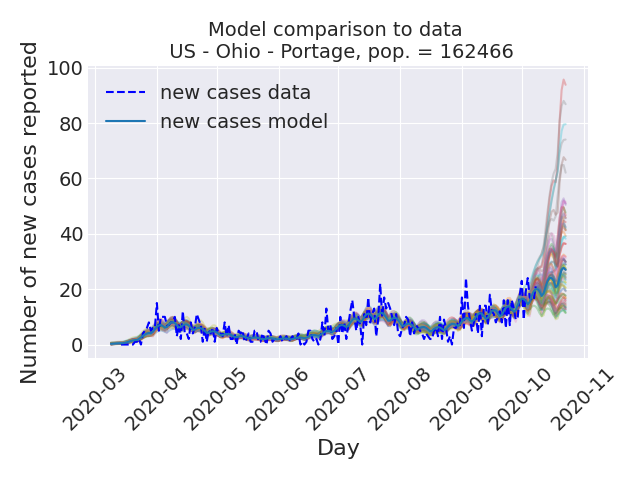 Model comparison to data
US - Ohio - Portage, pop. = 162466
Number of new cases reported
100
80
60
40
20
0
new cases data
new cases model
2020-03
2020-04
2020-05
2020-06
2020-07
2020-08
2020-09
2020-10
2020-11
Day